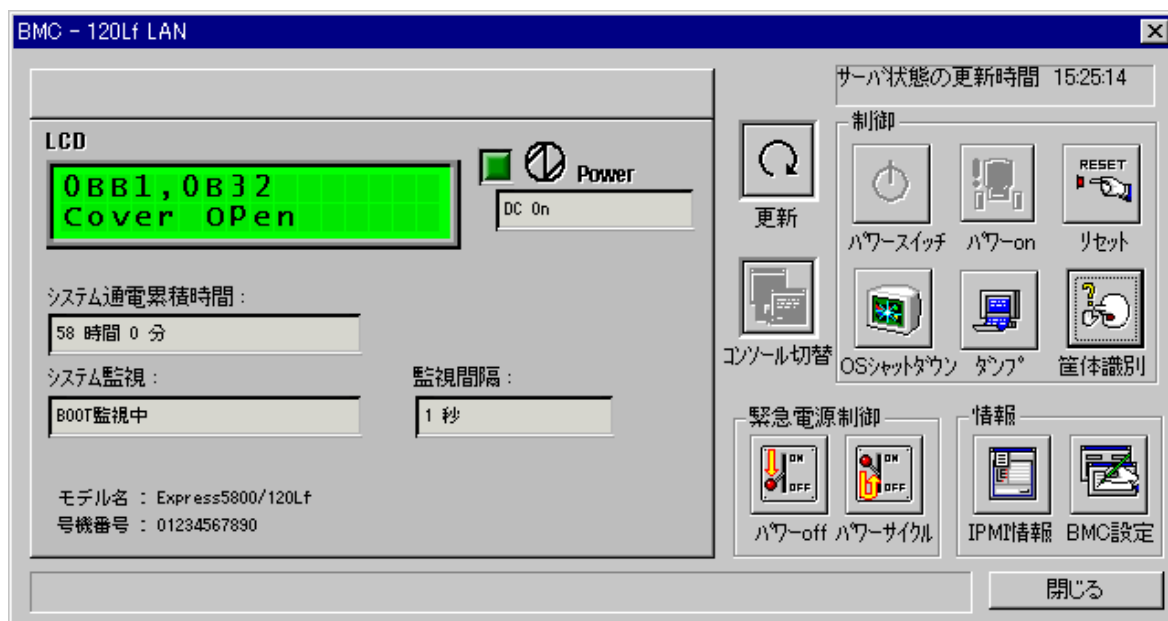 BMC - 120Lf LAN
サーバ状態の更新時間 15:25:14
LCD
0BB1,0B32
Cover OPen
Power
DC On
更新
コンソール切替
制御
パワースイッチ
パワーon
RESET
リセット
OSシャットダウン
ダンプ
筐体識別
システム通電累積時間:
58 時間 0 分
システム監視:
BOOT監視中
監視間隔:
1 秒
モデル名 : Express5800/120Lf
号機番号 : 01234567890
緊急電源制御
ON
OFF
パワーoff
ON
OFF
パワーサイクル
情報
IPMI情報
BMC設定
閉じる